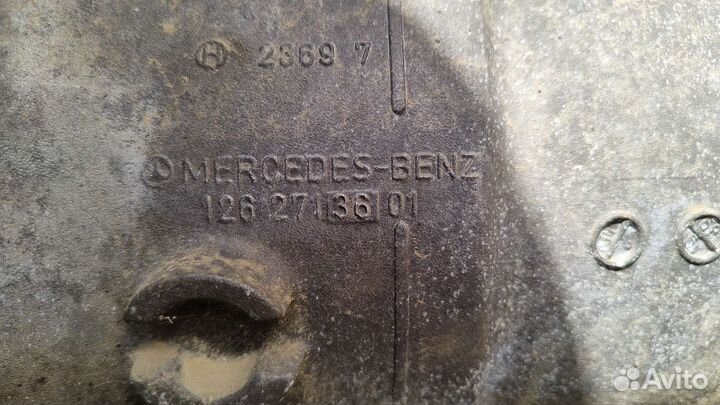 H 2369 7
MERCEDES-BENZ
126 271 36 01
Avito